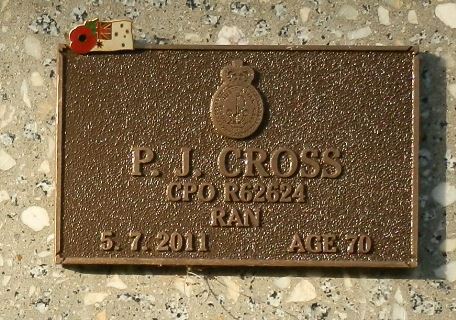 P. J. CROSS
CPO R62624
RAN
5. 7. 2011 AGE 70